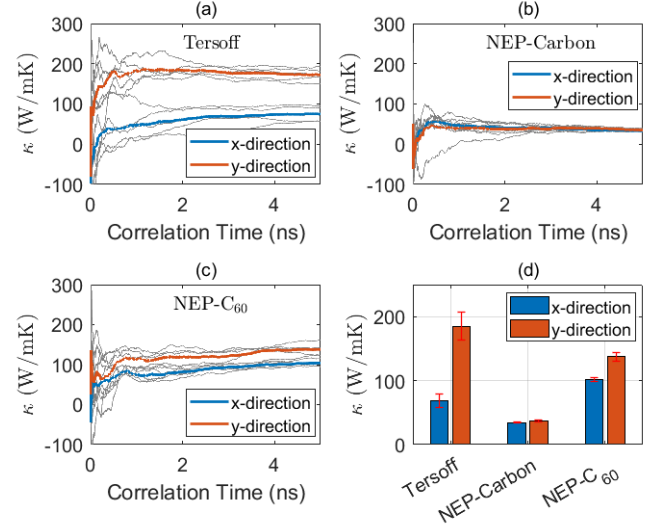 (a)
Tersoff
300
200
100
0
-100
κ (W/mK)
x-direction
y-direction
0
2
4
Correlation Time (ns)
(b)
NEP-Carbon
300
200
100
0
-100
κ (W/mK)
x-direction
y-direction
0
2
4
Correlation Time (ns)
(c)
NEP-C60
300
200
100
0
-100
κ (W/mK)
x-direction
y-direction
0
2
4
Correlation Time (ns)
(d)
200
100
0
κ (W/mK)
x-direction
y-direction
Tersoff
NEP-Carbon
NEP-C60